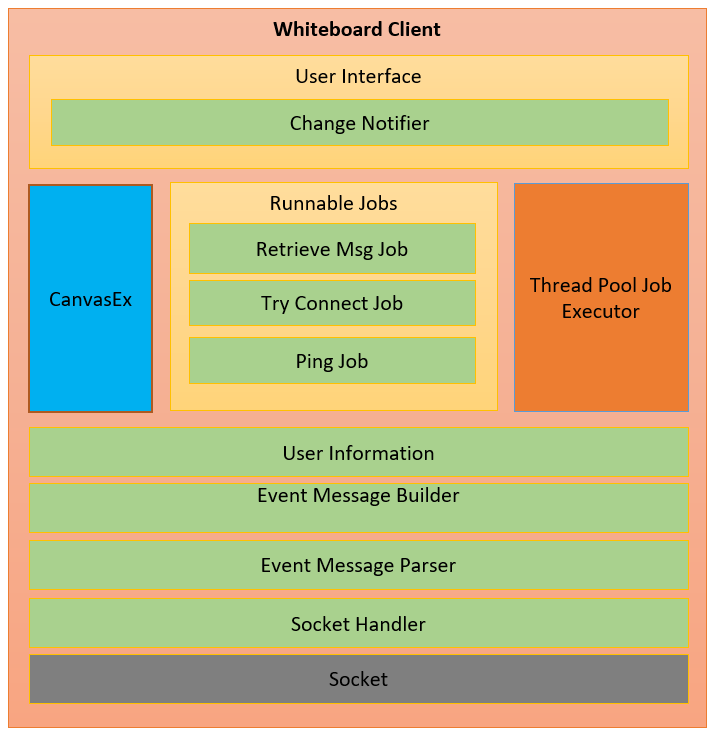 Whiteboard Client
User Interface
Change Notifier
CanvasEx
Runnable Jobs
Retrieve Msg Job
Try Connect Job
Ping Job
Thread Pool Job
Executor
User Information
Event Message Builder
Event Message Parser
Socket Handler
Socket